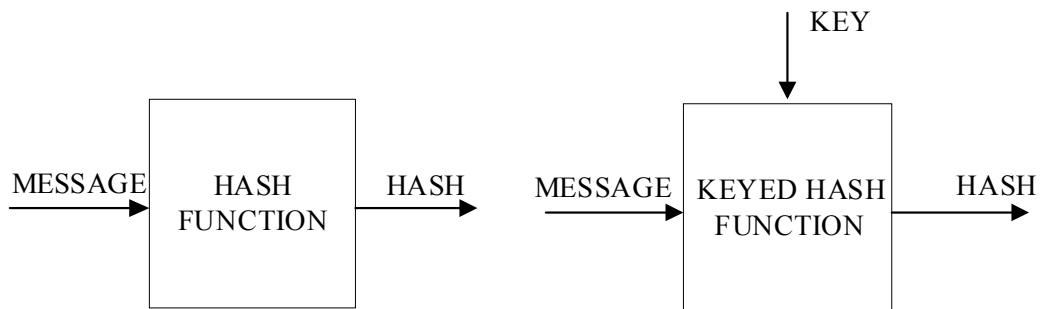 MESSAGE
HASH
FUNCTION
HASH
KEY
MESSAGE
KEYED HASH
FUNCTION
HASH